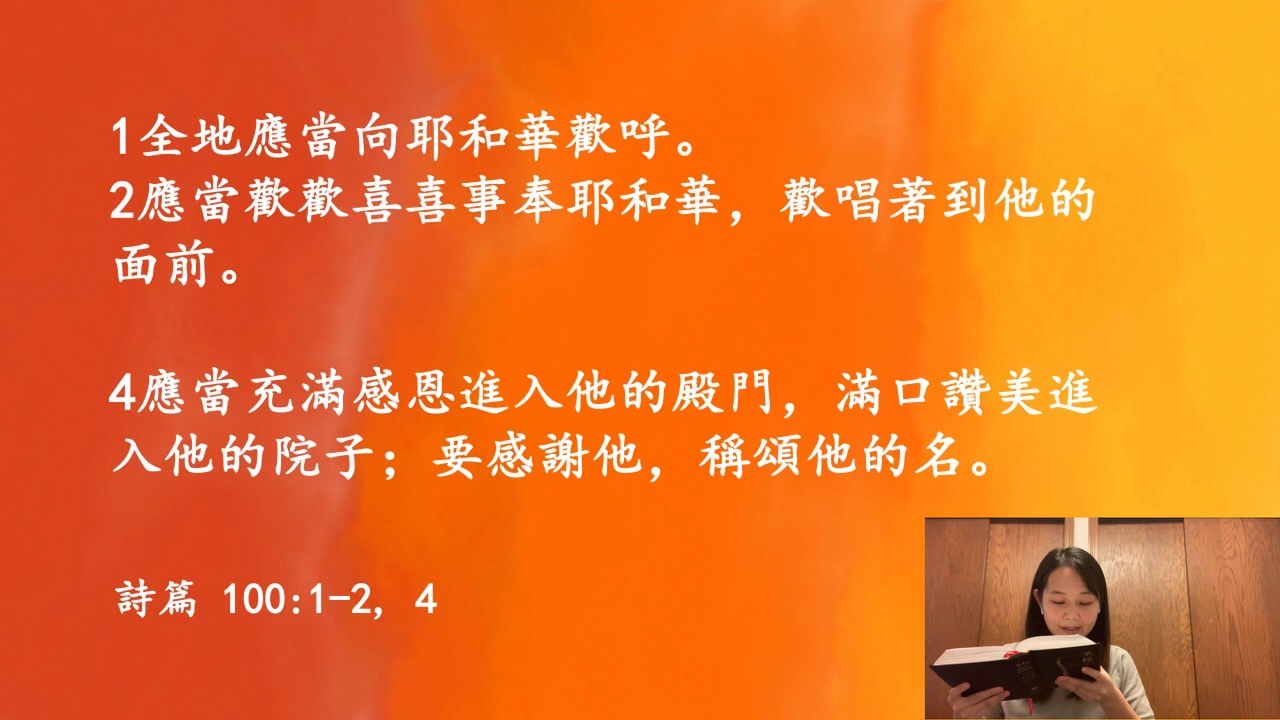 1全地應當向耶和華歡呼。
2應當歡歡喜喜事奉耶和華，歡唱著到他的
面前。
4應當充滿感恩進入他的殿門，滿口讚美進
入他的院子；要感謝他，稱頌他的名。
詩篇 100:1-2, 4